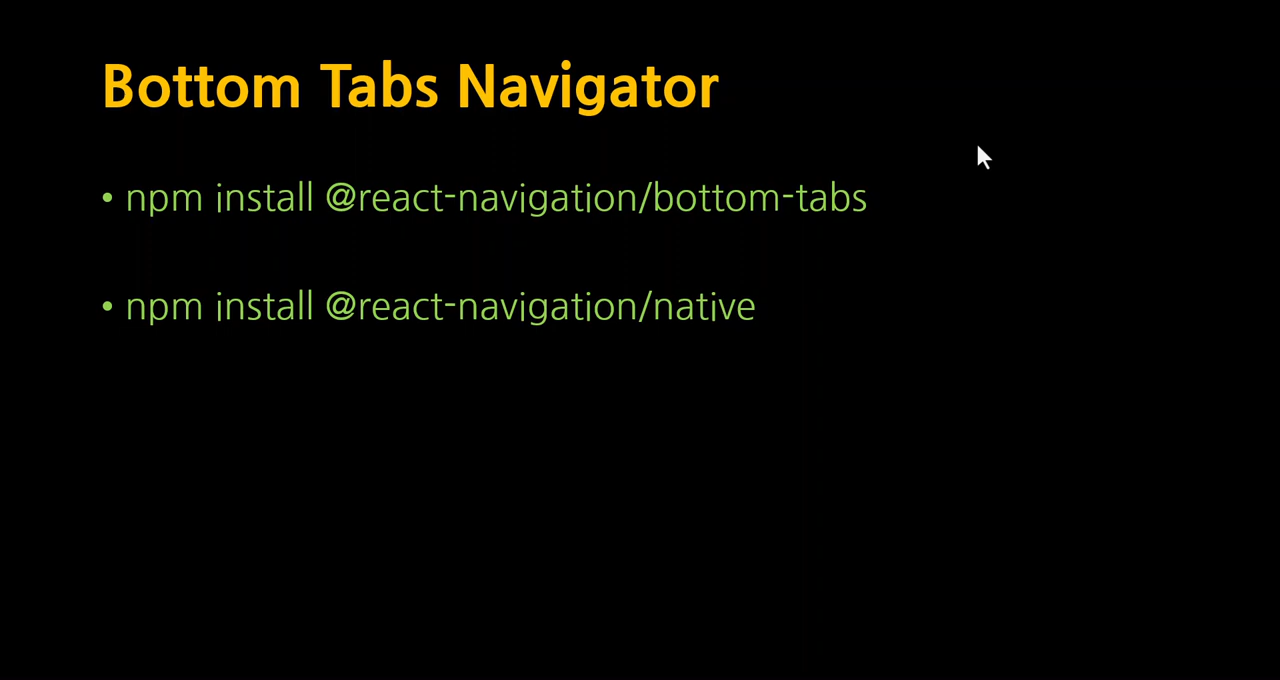 Bottom Tabs Navigator
• npm install @react-navigation/bottom-tabs
• npm install @react-navigation/native